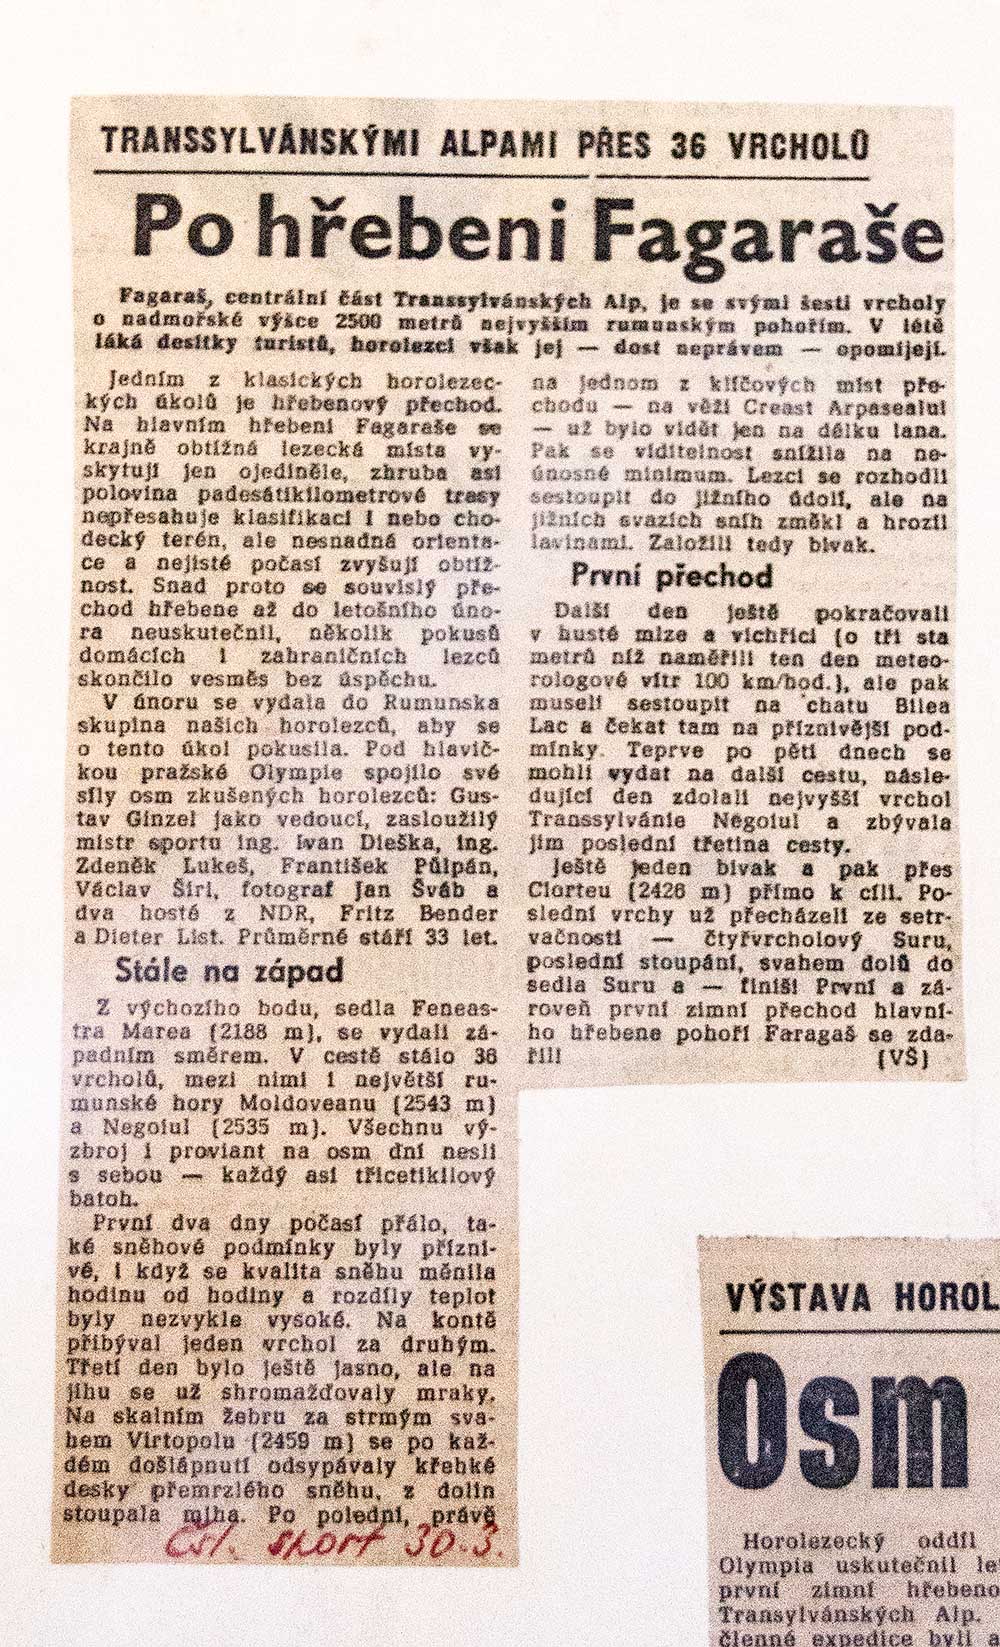 TRANSSYLVÁNSKÝMI ALPAMI PŘES 36 VRCHOLŮ
Po hřebeni Fagaraše
Fagaraš, centrální část Transsylvánských Alp, je se svými šesti vrcholy
o nadmořské výšce 2500 metrů nejvyšším rumunským pohořím. V létě
láká desítky turistů, horolezci však jej — dost neprávem — opomíjejí.
Jedním z klasických horolezec-
kých úkolů je hřebenový přechod.
Na hlavním hřebeni Fagaraše se
krajně obtížná lezecká místa vy-
skytují jen ojediněle, zhruba asi
polovina padesátikilometrové trasy
nepřesahuje klasifikaci I nebo cho-
decký terén, ale nesnadná orienta-
ce a nejisté počasí zvyšují obtíž-
nost. Snad proto se souvislý pře-
chod hřebene až do letošního úno-
ra neuskutečnil, několik pokusů
domácích i zahraničních lezců
skončilo vesměs bez úspěchu.
V únoru se vydala do Rumunska
skupina našich horolezců, aby se
o tento úkol pokusila. Pod hlavič-
kou pražské Olympie spojilo své
síly osm zkušených horolezců: Gus-
tav Ginzel jako vedoucí, zasloužilý
mistr sportu ing. Ivan Dieška, ing.
Zdeněk Lukeš, František Půlpán,
Václav Širl, fotograf Jan Šváb a
dva hosté z NDR, Fritz Bender
a Dieter List. Průměrné stáří 33 let.
Stále na západ
Z výchozího bodu, sedla Feneas-
tra Marea (2188 m), se vydali zá-
padním směrem. V cestě stálo 36
vrcholů, mezi nimi i největší ru-
munské hory Moldoveanu (2543 m)
a Negoiul (2535 m). Všechnu vý-
zbroj i proviant na osm dní nesli
s sebou — každý asi třicetikilový
batoh.
První dva dny počasí přálo, ta-
ké sněhové podmínky byly přízni-
vé, i když se kvalita sněhu měnila
hodinu od hodiny a rozdíly teplot
byly nezvykle vysoké. Na kontě
přibýval jeden vrchol za druhým.
Třetí den bylo ještě jasno, ale na
jihu se už shromažďovaly mraky.
Na skalním žebru za strmým sva-
hem Virtopolu (2459 m) se po kaž-
dém došlápnutí odsypávaly křehké
desky přemrzlého sněhu, z dolin
stoupala mlha. Po poledni, právě
Čsl. sport 30.3.
na jednom z klíčových míst pře-
chodu — na věži Creast Arpasealui
— už bylo vidět jen na délku lana.
Pak se viditelnost snížila na ne-
únosné minimum. Lezci se rozhodli
sestoupit do jižního údolí, ale na
jižních svazích sníh změkl a hrozil
lavinami. Založili tedy bivak.
První přechod
Další den ještě pokračovali
v husté mlze a vichřici (o tři sta
metrů níž naměřili ten den meteo-
rologové vítr 100 km/hod.), ale pak
museli sestoupit na chatu Bilea
Lac a čekat tam na příznivější pod-
mínky. Teprve po pěti dnech se
mohli vydat na další cestu, násle-
dující den zdolali nejvyšší vrchol
Transsylvánie Negoiul a zbývala
jim poslední třetina cesty.
Ještě jeden bivak a pak přes
Ciorteu (2426 m) přímo k cíli. Po-
slední vrchy už přecházeli ze setr-
vačnosti — čtyřvrcholový Suru,
poslední stoupání, svahem dolů do
sedla Suru a — finiš! První a zá-
roveň první zimní přechod hlavní-
ho hřebene pohoří Faragaš se zda-
řil! (VŠ)
VÝSTAVA HOROL
Osm
Horolezecký oddíl
Olympia uskutečnil le
první zimní hřebeno
Transylvánských Alp.
členné expedice byli a